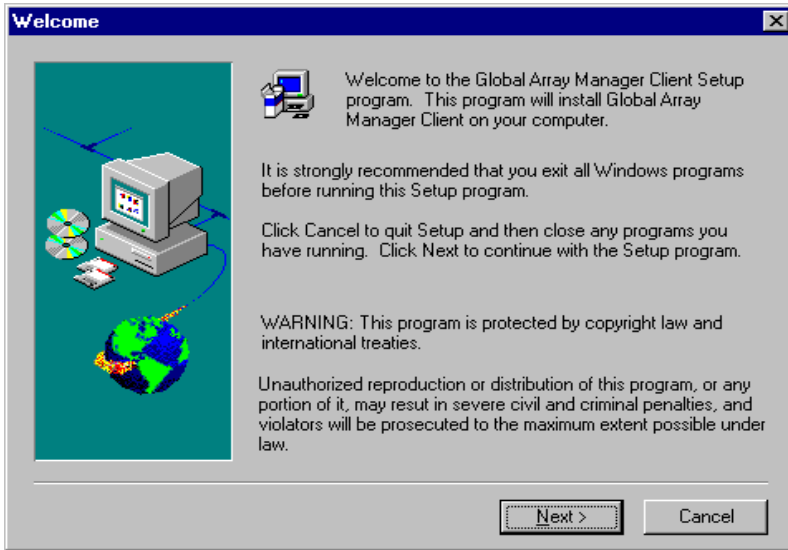 Welcome
Welcome to the Global Array Manager Client Setup
program. This program will install Global Array
Manager Client on your computer.
It is strongly recommended that you exit all Windows programs
before running this Setup program.
Click Cancel to quit Setup and then close any programs you
have running. Click Next to continue with the Setup program.
WARNING: This program is protected by copyright law and
international treaties.
Unauthorized reproduction or distribution of this program, or any
portion of it, may resut in severe civil and criminal penalties, and
violators will be prosecuted to the maximum extent possible under
law.
Next >
Cancel